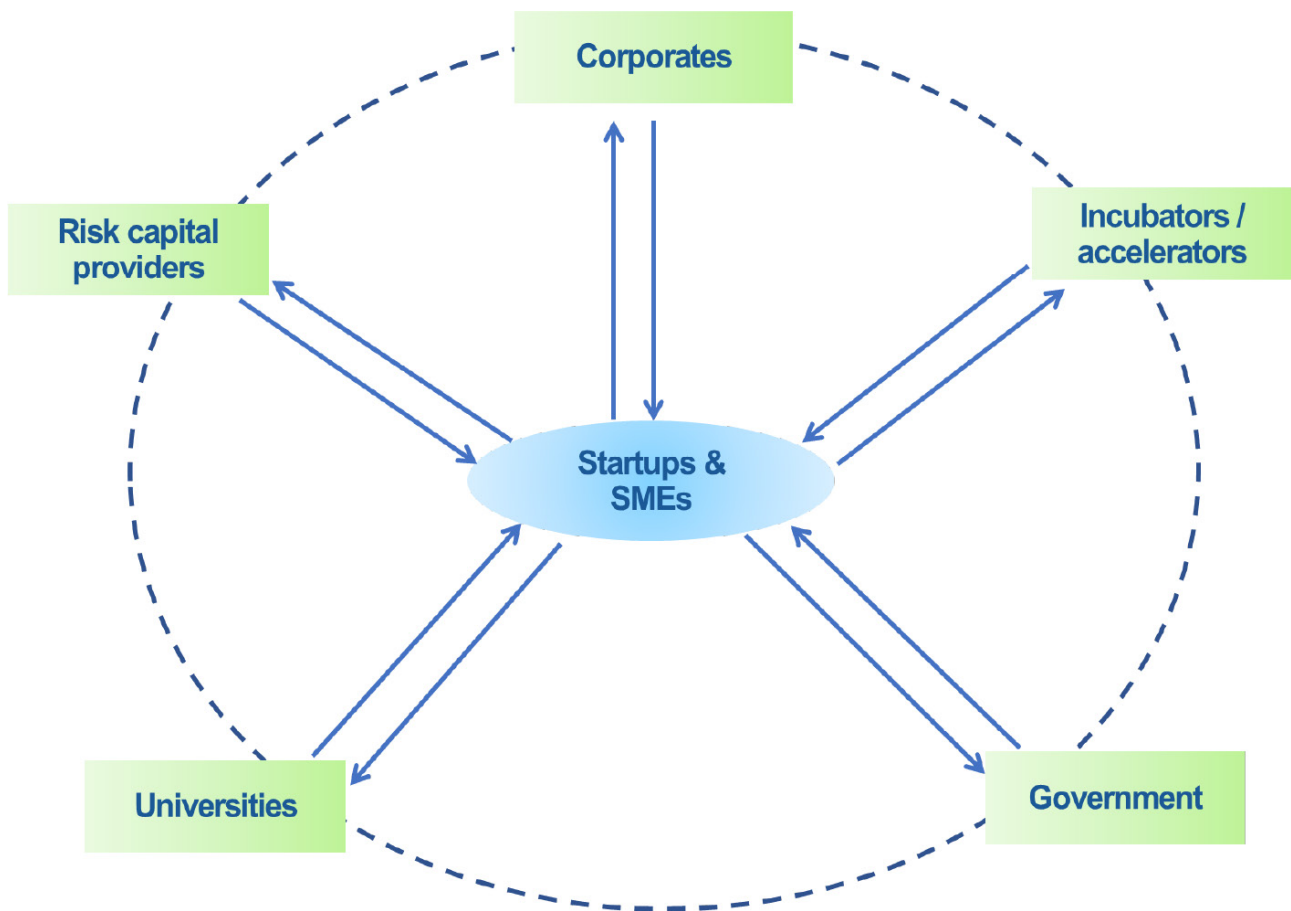 Corporates
Risk capital
providers
Incubators /
accelerators
Startups &
SMEs
Universities
Government